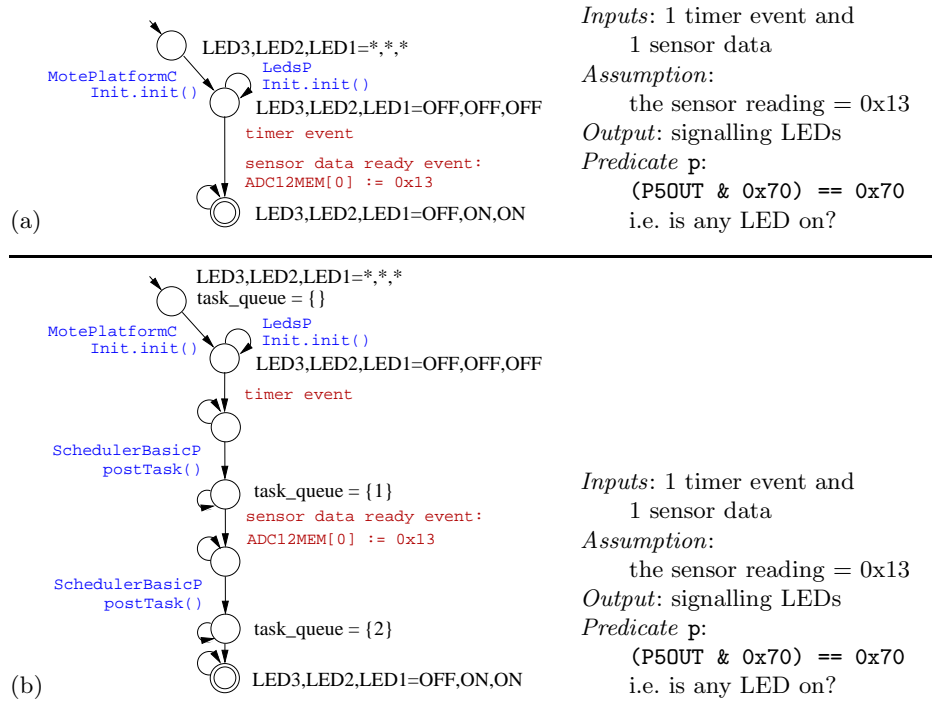 LED3,LED2,LED1=*,*,*
MotePlatformC
Init.init()
LedsP
Init.init()
LED3,LED2,LED1=OFF,OFF,OFF
timer event
sensor data ready event:
ADC12MEM[0] := 0x13
(a)
LED3,LED2,LED1=OFF,ON,ON
Inputs: 1 timer event and
1 sensor data
Assumption:
the sensor reading = 0x13
Output: signalling LEDs
Predicate p:
(P5OUT & 0x70) == 0x70
i.e. is any LED on?
LED3,LED2,LED1=*,*,*
task_queue = {}
MotePlatformC
Init.init()
LedsP
Init.init()
LED3,LED2,LED1=OFF,OFF,OFF
timer event
SchedulerBasicP
postTask()
task_queue = {1}
sensor data ready event:
ADC12MEM[0] := 0x13
SchedulerBasicP
postTask()
task_queue = {2}
(b)
LED3,LED2,LED1=OFF,ON,ON
Inputs: 1 timer event and
1 sensor data
Assumption:
the sensor reading = 0x13
Output: signalling LEDs
Predicate p:
(P5OUT & 0x70) == 0x70
i.e. is any LED on?